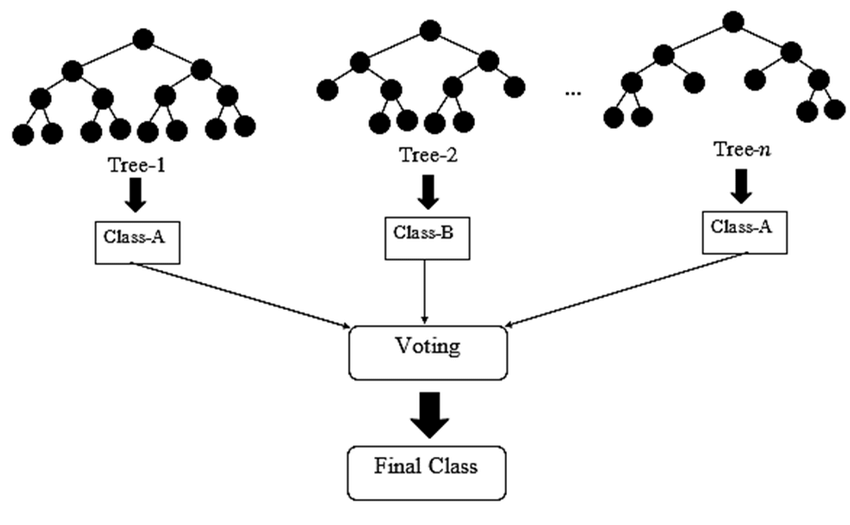 ...
Tree-1
Tree-2
Tree-n
Class-A
Class-B
Class-A
Voting
Final Class